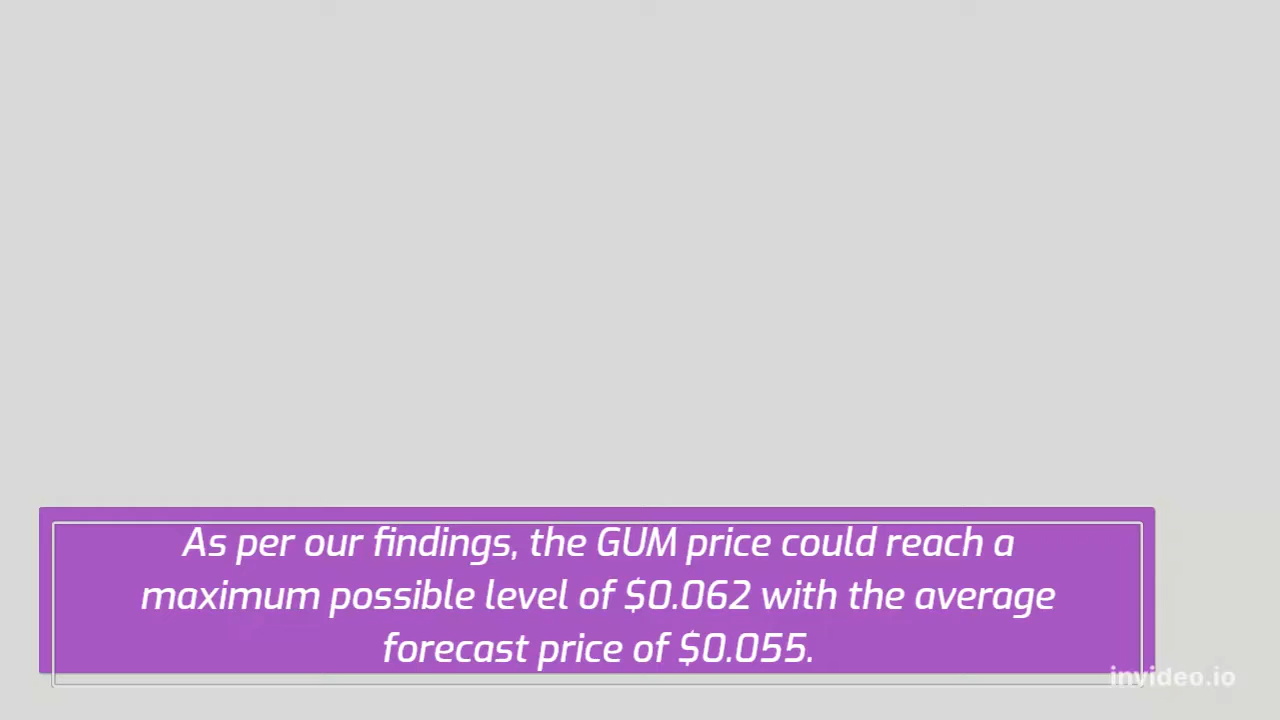 As per our findings, the GUM price could reach a
maximum possible level of $0.062 with the average
forecast price of $0.055.
invideo.io